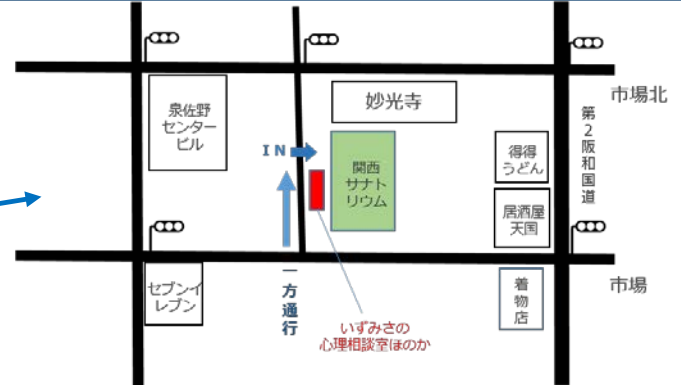 泉佐野
センター
ビル
妙光寺
市場北
第2阪和国道
IN
関西
サナト
リウム
得得
うどん
居酒屋
天国
セブンイ
レブン
一方通行
着物店
市場
いずみさの
心理相談室ほのか